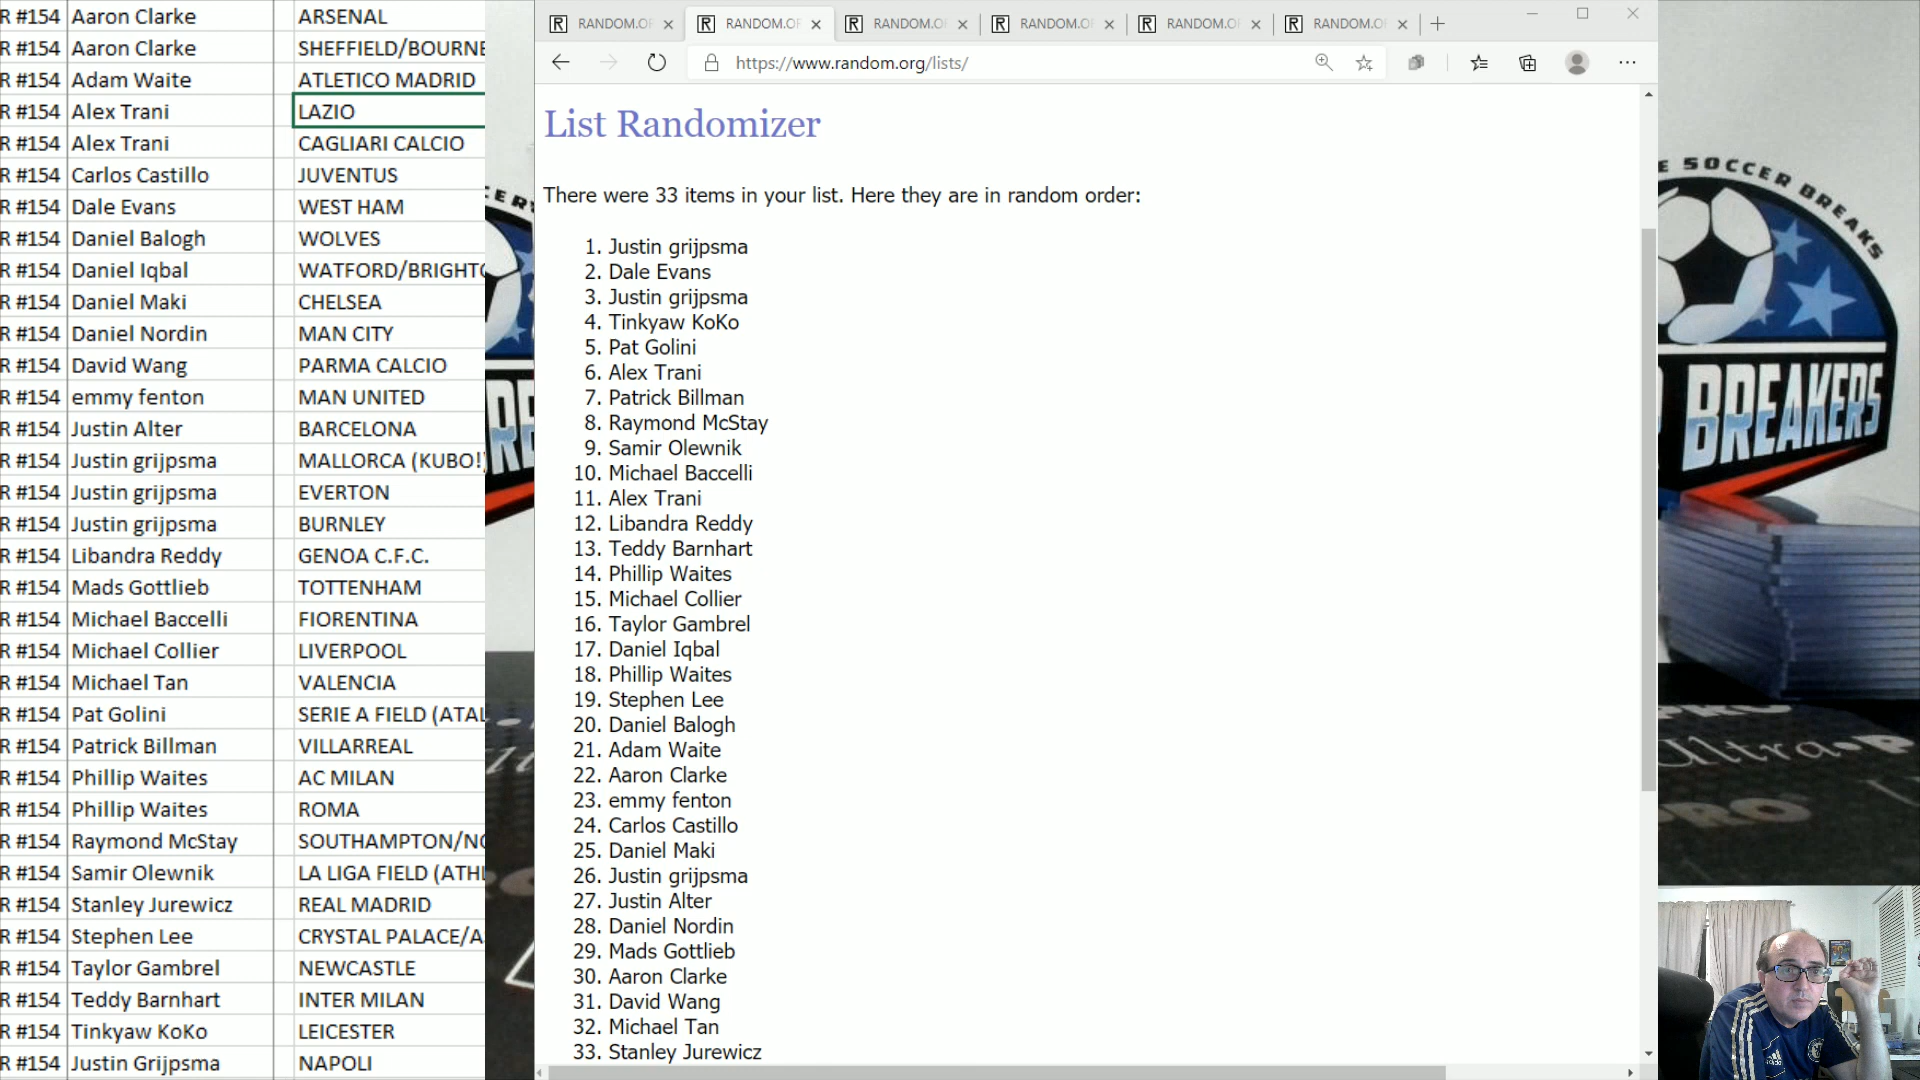 R #154 Aaron Clarke ARSENAL
R #154 Aaron Clarke SHEFFIELD/BOURNE
R #154 Adam Waite ATLETICO MADRID
R #154 Alex Trani LAZIO
R #154 Alex Trani CAGLIARI CALCIO
R #154 Carlos Castillo JUVENTUS
R #154 Dale Evans WEST HAM
R #154 Daniel Balogh WOLVES
R #154 Daniel Iqbal WATFORD/BRIGHTO
R #154 Daniel Maki CHELSEA
R #154 Daniel Nordin MAN CITY
R #154 David Wang PARMA CALCIO
R #154 emmy fenton MAN UNITED
R #154 Justin Alter BARCELONA
R #154 Justin grijpsma MALLORCA (KUBO!)
R #154 Justin grijpsma EVERTON
R #154 Justin grijpsma BURNLEY
R #154 Libandra Reddy GENOA C.F.C.
R #154 Mads Gottlieb TOTTENHAM
R #154 Michael Baccelli FIORENTINA
R #154 Michael Collier LIVERPOOL
R #154 Michael Tan VALENCIA
R #154 Pat Golini SERIE A FIELD (ATAL
R #154 Patrick Billman VILLARREAL
R #154 Phillip Waites AC MILAN
R #154 Phillip Waites ROMA
R #154 Raymond McStay SOUTHAMPTON/NO
R #154 Samir Olewnik LA LIGA FIELD (ATHL
R #154 Stanley Jurewicz REAL MADRID
R #154 Stephen Lee CRYSTAL PALACE/A
R #154 Taylor Gambrel NEWCASTLE
R #154 Teddy Barnhart INTER MILAN
R #154 Tinkyaw KoKo LEICESTER
R #154 Justin Grijpsma NAPOLI
RANDOM.OR RANDOM.OR RANDOM.O RANDOM.O RANDOM.O RANDOM.O
https://www.random.org/lists/
List Randomizer
There were 33 items in your list. Here they are in random order:
1. Justin grijpsma
2. Dale Evans
3. Justin grijpsma
4. Tinkyaw KoKo
5. Pat Golini
6. Alex Trani
7. Patrick Billman
8. Raymond McStay
9. Samir Olewnik
10. Michael Baccelli
11. Alex Trani
12. Libandra Reddy
13. Teddy Barnhart
14. Phillip Waites
15. Michael Collier
16. Taylor Gambrel
17. Daniel Iqbal
18. Phillip Waites
19. Stephen Lee
20. Daniel Balogh
21. Adam Waite
22. Aaron Clarke
23. emmy fenton
24. Carlos Castillo
25. Daniel Maki
26. Justin grijpsma
27. Justin Alter
28. Daniel Nordin
29. Mads Gottlieb
30. Aaron Clarke
31. David Wang
32. Michael Tan
33. Stanley Jurewicz
E SOCCER BREAKS
BREAKERS
Ultra•P
PRO